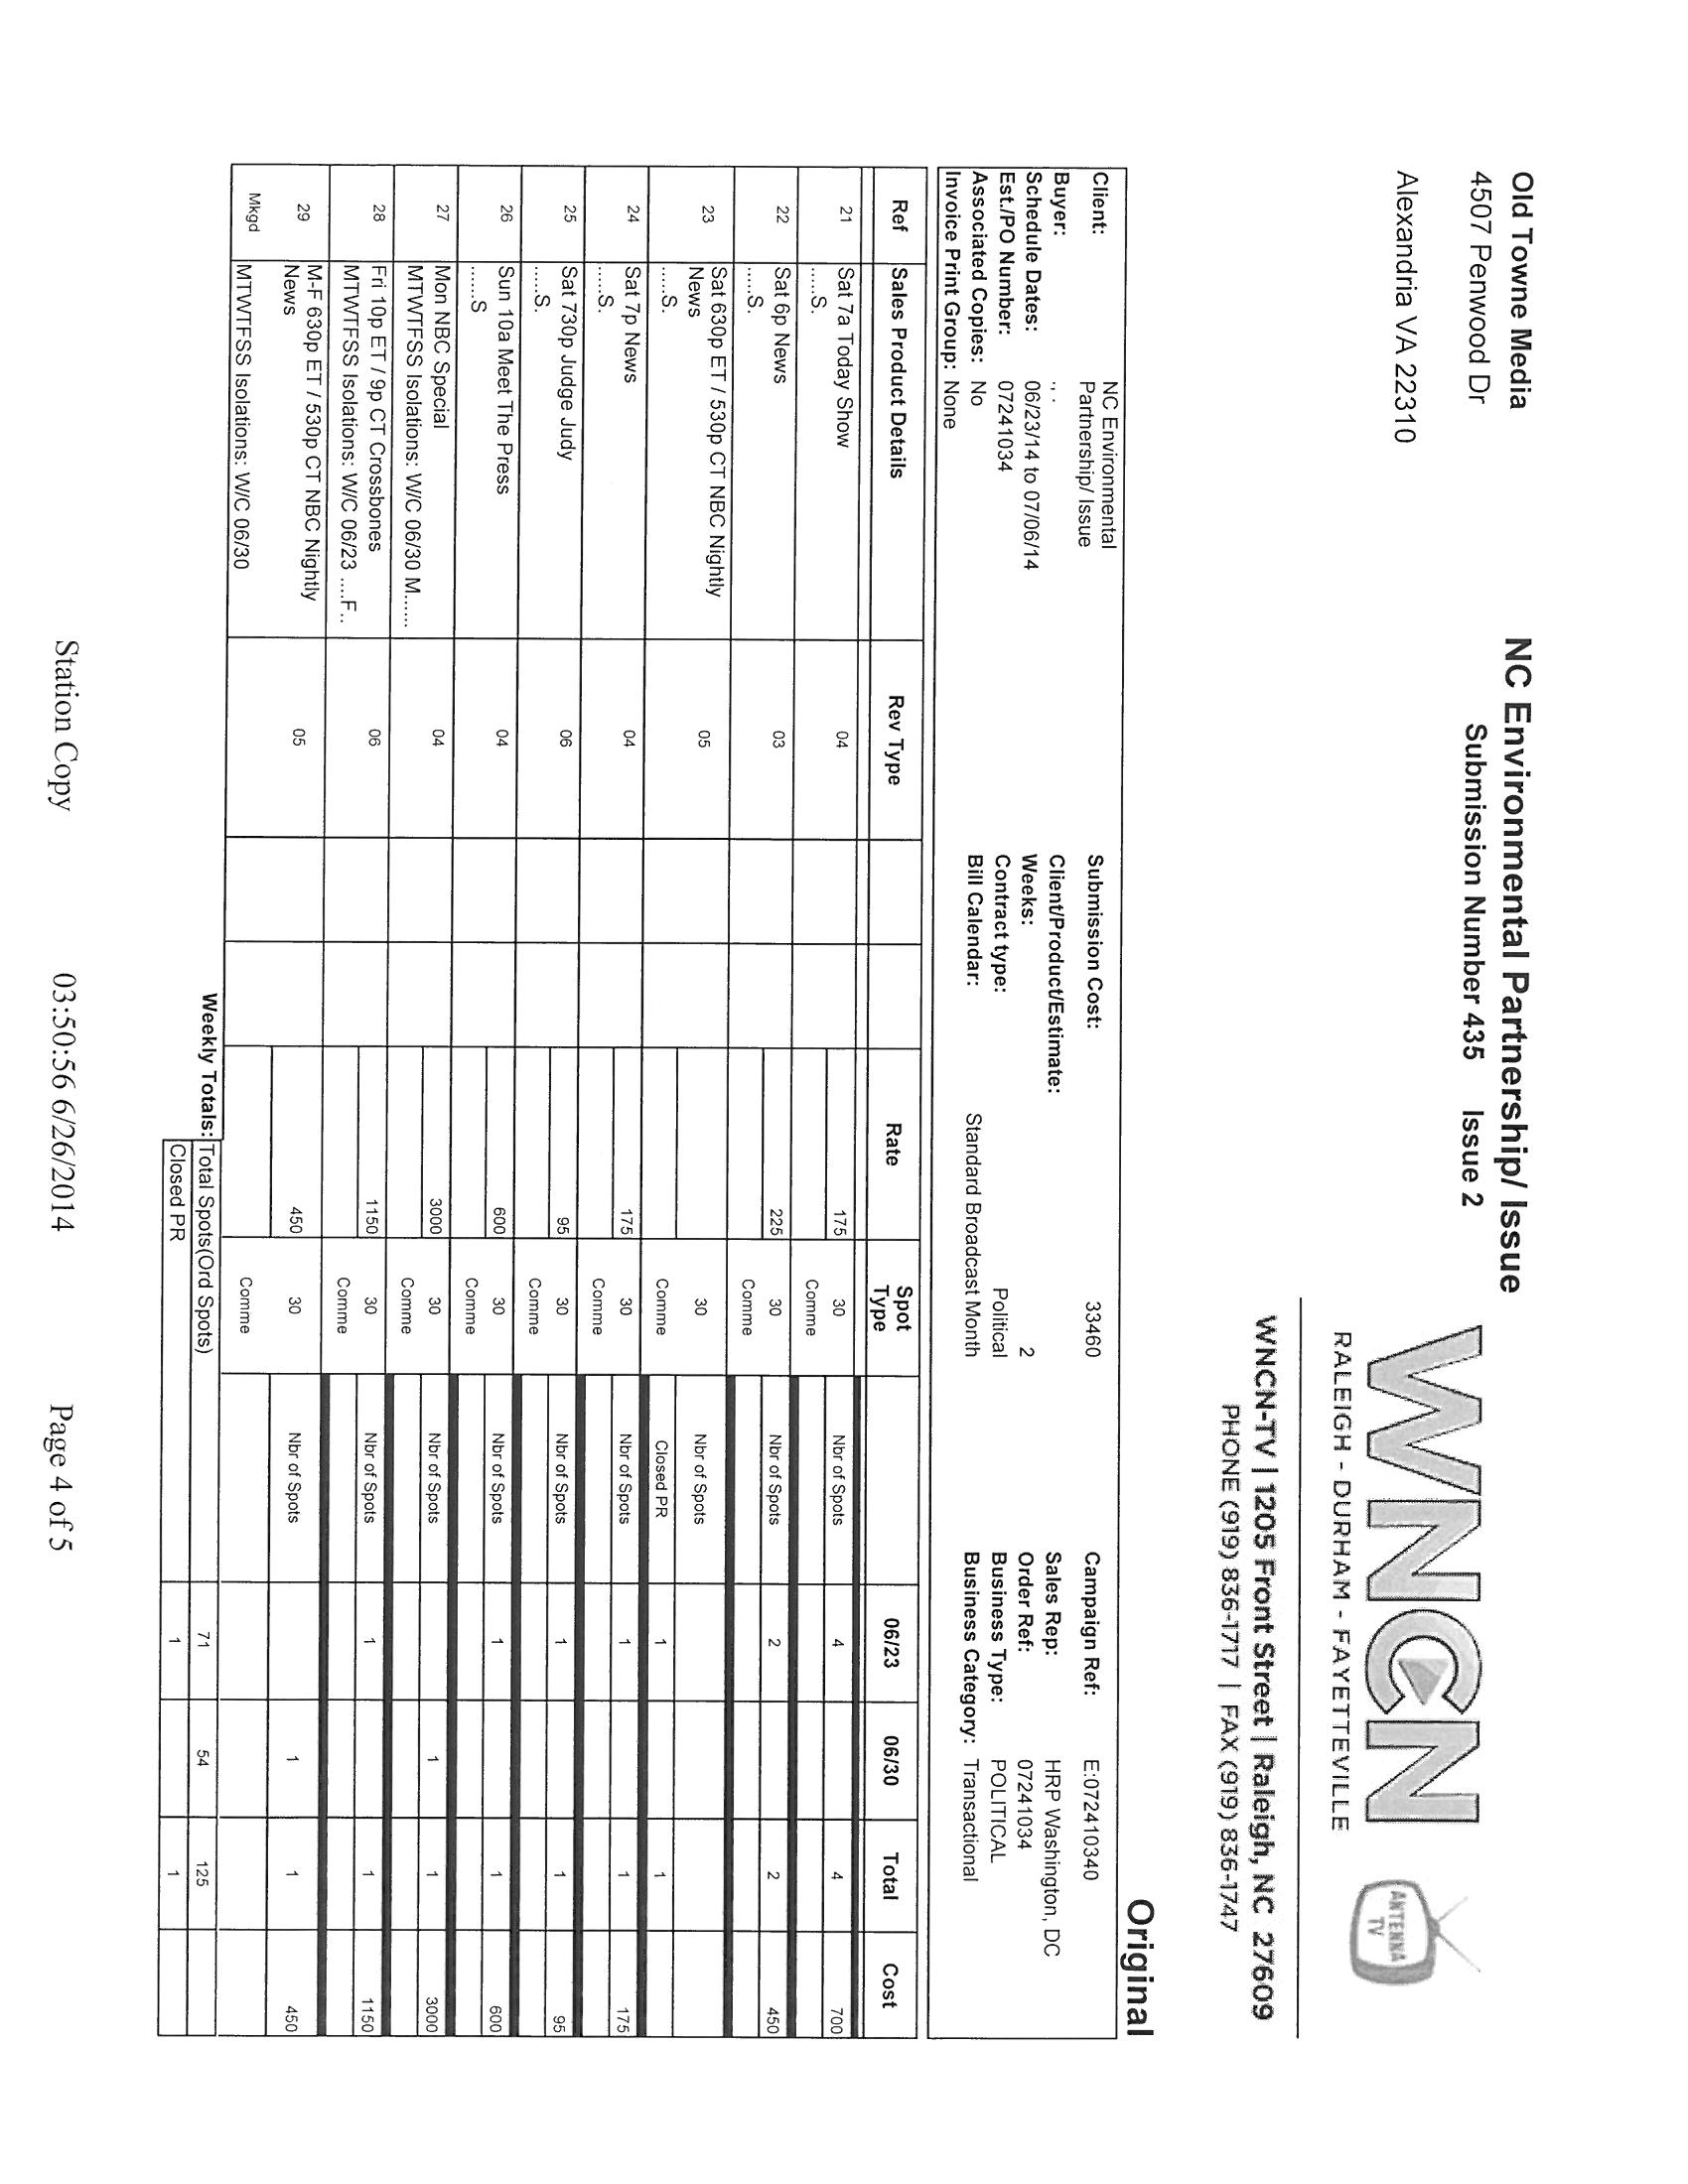 Old Towne Media
4507 Penwood Dr
Alexandria VA 22310
NC Environmental Partnership/ Issue
Submission Number 435 Issue 2
WNCN
RALEIGH - DURHAM - FAYETTEVILLE
ANTENNA
TV
WNCN-TV | 1205 Front Street | Raleigh, NC 27609
PHONE (919) 836-1717 | FAX (919) 836-1747
Original
Client: NC Environmental Partnership/ Issue
Buyer: , ,
Schedule Dates: 06/23/14 to 07/06/14
Est./PO Number: 07241034
Associated Copies: No
Invoice Print Group: None
Submission Cost: 33460
Client/Product/Estimate:
Weeks: 2
Contract type: Political
Bill Calendar: Standard Broadcast Month
Campaign Ref: E:072410340
Sales Rep: HRP Washington, DC
Order Ref: 07241034
Business Type: POLITICAL
Business Category: Transactional
Ref Sales Product Details Rev Type Rate Spot Type 06/23 06/30 Total Cost
21 Sat 7a Today Show 04 175 30 Nbr of Spots 4 4 700
.....S. Comme
22 Sat 6p News 03 225 30 Nbr of Spots 2 2 450
.....S. Comme
23 Sat 630p ET / 530p CT NBC Nightly 05 30 Nbr of Spots
News
.....S. Comme Closed PR 1 1
24 Sat 7p News 04 175 30 Nbr of Spots 1 1 175
.....S. Comme
25 Sat 730p Judge Judy 06 95 30 Nbr of Spots 1 1 95
.....S. Comme
26 Sun 10a Meet The Press 04 600 30 Nbr of Spots 1 1 600
......S Comme
27 Mon NBC Special 04 3000 30 Nbr of Spots 1 1 3000
MTWTFSS Isolations: W/C 06/30 M...... Comme
28 Fri 10p ET / 9p CT Crossbones 06 1150 30 Nbr of Spots 1 1 1150
MTWTFSS Isolations: W/C 06/23 ....F.. Comme
29 M-F 630p ET / 530p CT NBC Nightly 05 450 30 Nbr of Spots 1 1 450
News
Mkgd MTWTFSS Isolations: W/C 06/30 Comme
Weekly Totals: Total Spots(Ord Spots) 71 54 125
Closed PR 1 1
Station Copy 03:50:56 6/26/2014 Page 4 of 5